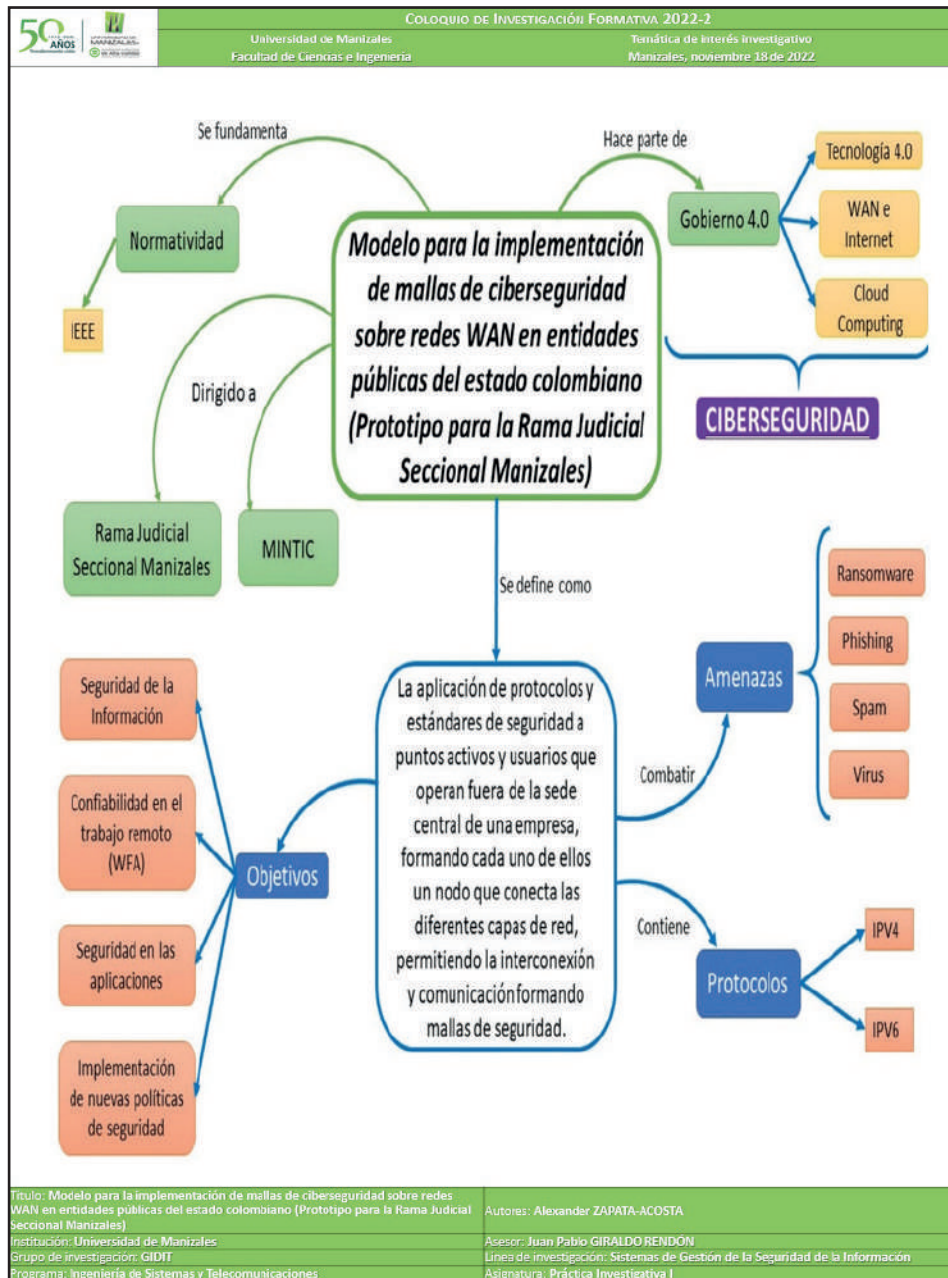 COLOQUIO DE INVESTIGACIÓN FORMATIVA 2022-2
50 AÑOS
UNIVERSIDAD DE
MANIZALES
Universidad de Manizales
Facultad de Ciencias e Ingeniería
Temática de interés investigativo
Manizales, noviembre 18 de 2022
Se fundamenta
Normatividad
IEEE
Dirigido a
Rama Judicial
Seccional Manizales
MINTIC
Modelo para la implementación
de mallas de ciberseguridad
sobre redes WAN en entidades
públicas del estado colombiano
(Prototipo para la Rama Judicial
Seccional Manizales)
Hace parte de
Gobierno 4.0
Tecnología 4.0
WAN e
Internet
Cloud
Computing
CIBERSEGURIDAD
Se define como
La aplicación de protocolos y
estándares de seguridad a
puntos activos y usuarios que
operan fuera de la sede
central de una empresa,
formando cada uno de ellos
un nodo que conecta las
diferentes capas de red,
permitiendo la interconexión
y comunicación formando
mallas de seguridad.
Objetivos
Seguridad de la
Información
Confiabilidad en el
trabajo remoto
(WFA)
Seguridad en las
aplicaciones
Implementación
de nuevas políticas
de seguridad
Combatir
Amenazas
Ransomware
Phishing
Spam
Virus
Contiene
Protocolos
IPV4
IPV6
Título: Modelo para la implementación de mallas de ciberseguridad sobre redes
WAN en entidades públicas del estado colombiano (Prototipo para la Rama Judicial
Seccional Manizales)
Autores: Alexander ZAPATA-ACOSTA
Institución: Universidad de Manizales
Asesor: Juan Pablo GIRALDO RENDON
Grupo de investigación: GIDIT
Línea de investigación: Sistemas de Gestión de la Seguridad de la Información
Programa: Ingeniería de Sistemas y Telecomunicaciones
Asignatura: Práctica Investigativa I